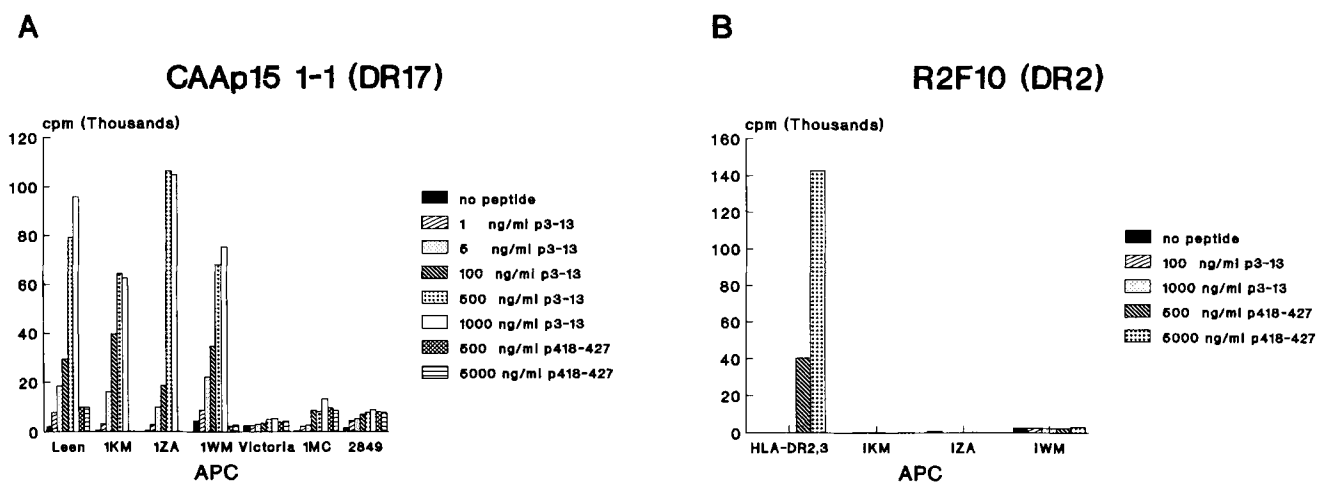 A
CAAp15 1-1 (DR17)
cpm (Thousands)
120
100
80
60
40
20
0
Leen 1KM 1ZA 1WM Victoria 1MC 2849
APC
no peptide
1 ng/ml p3-13
5 ng/ml p3-13
100 ng/ml p3-13
500 ng/ml p3-13
1000 ng/ml p3-13
500 ng/ml p418-427
5000 ng/ml p418-427
B
R2F10 (DR2)
cpm (Thousands)
160
140
120
100
80
60
40
20
0
HLA-DR2,3 IKM IZA IWM
APC
no peptide
100 ng/ml p3-13
1000 ng/ml p3-13
500 ng/ml p418-427
5000 ng/ml p418-427